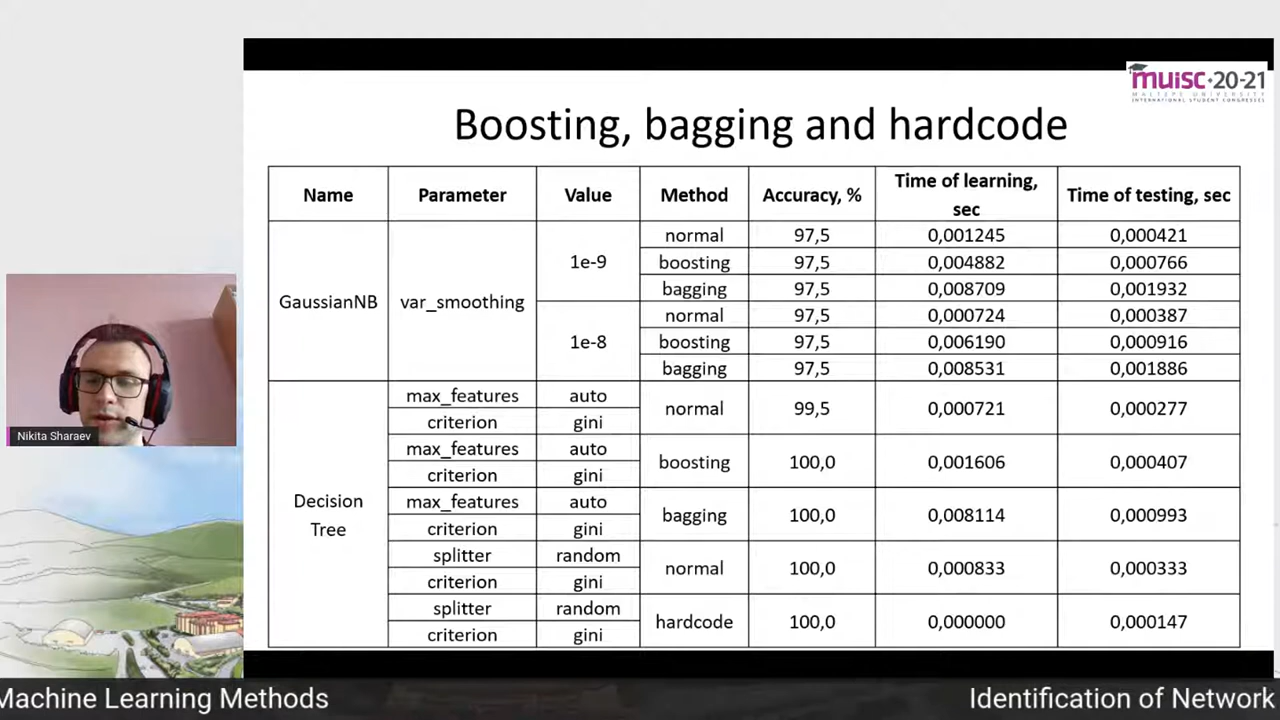 muisc·20-21
MALTEPE UNIVERSITY
INTERNATIONAL STUDENT CONGRESSES
Boosting, bagging and hardcode
Name Parameter Value Method Accuracy, % Time of learning, sec Time of testing, sec
GaussianNB var_smoothing 1e-9 normal 97,5 0,001245 0,000421
boosting 97,5 0,004882 0,000766
bagging 97,5 0,008709 0,001932
1e-8 normal 97,5 0,000724 0,000387
boosting 97,5 0,006190 0,000916
bagging 97,5 0,008531 0,001886
Decision Tree max_features auto normal 99,5 0,000721 0,000277
criterion gini
max_features auto boosting 100,0 0,001606 0,000407
criterion gini
max_features auto bagging 100,0 0,008114 0,000993
criterion gini
splitter random normal 100,0 0,000833 0,000333
criterion gini
splitter random hardcode 100,0 0,000000 0,000147
criterion gini
Nikita Sharaev
Machine Learning Methods
Identification of Network